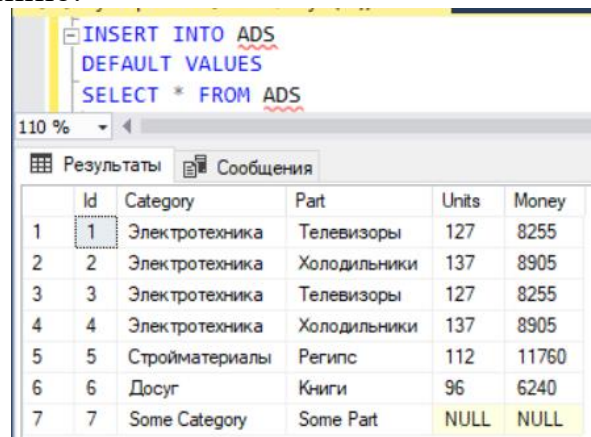 INSERT INTO ADS
DEFAULT VALUES
SELECT * FROM ADS
110 %
Результаты Сообщения
Id Category Part Units Money
1 1 Электротехника Телевизоры 127 8255
2 2 Электротехника Холодильники 137 8905
3 3 Электротехника Телевизоры 127 8255
4 4 Электротехника Холодильники 137 8905
5 5 Стройматериалы Регипс 112 11760
6 6 Досуг Книги 96 6240
7 7 Some Category Some Part NULL NULL